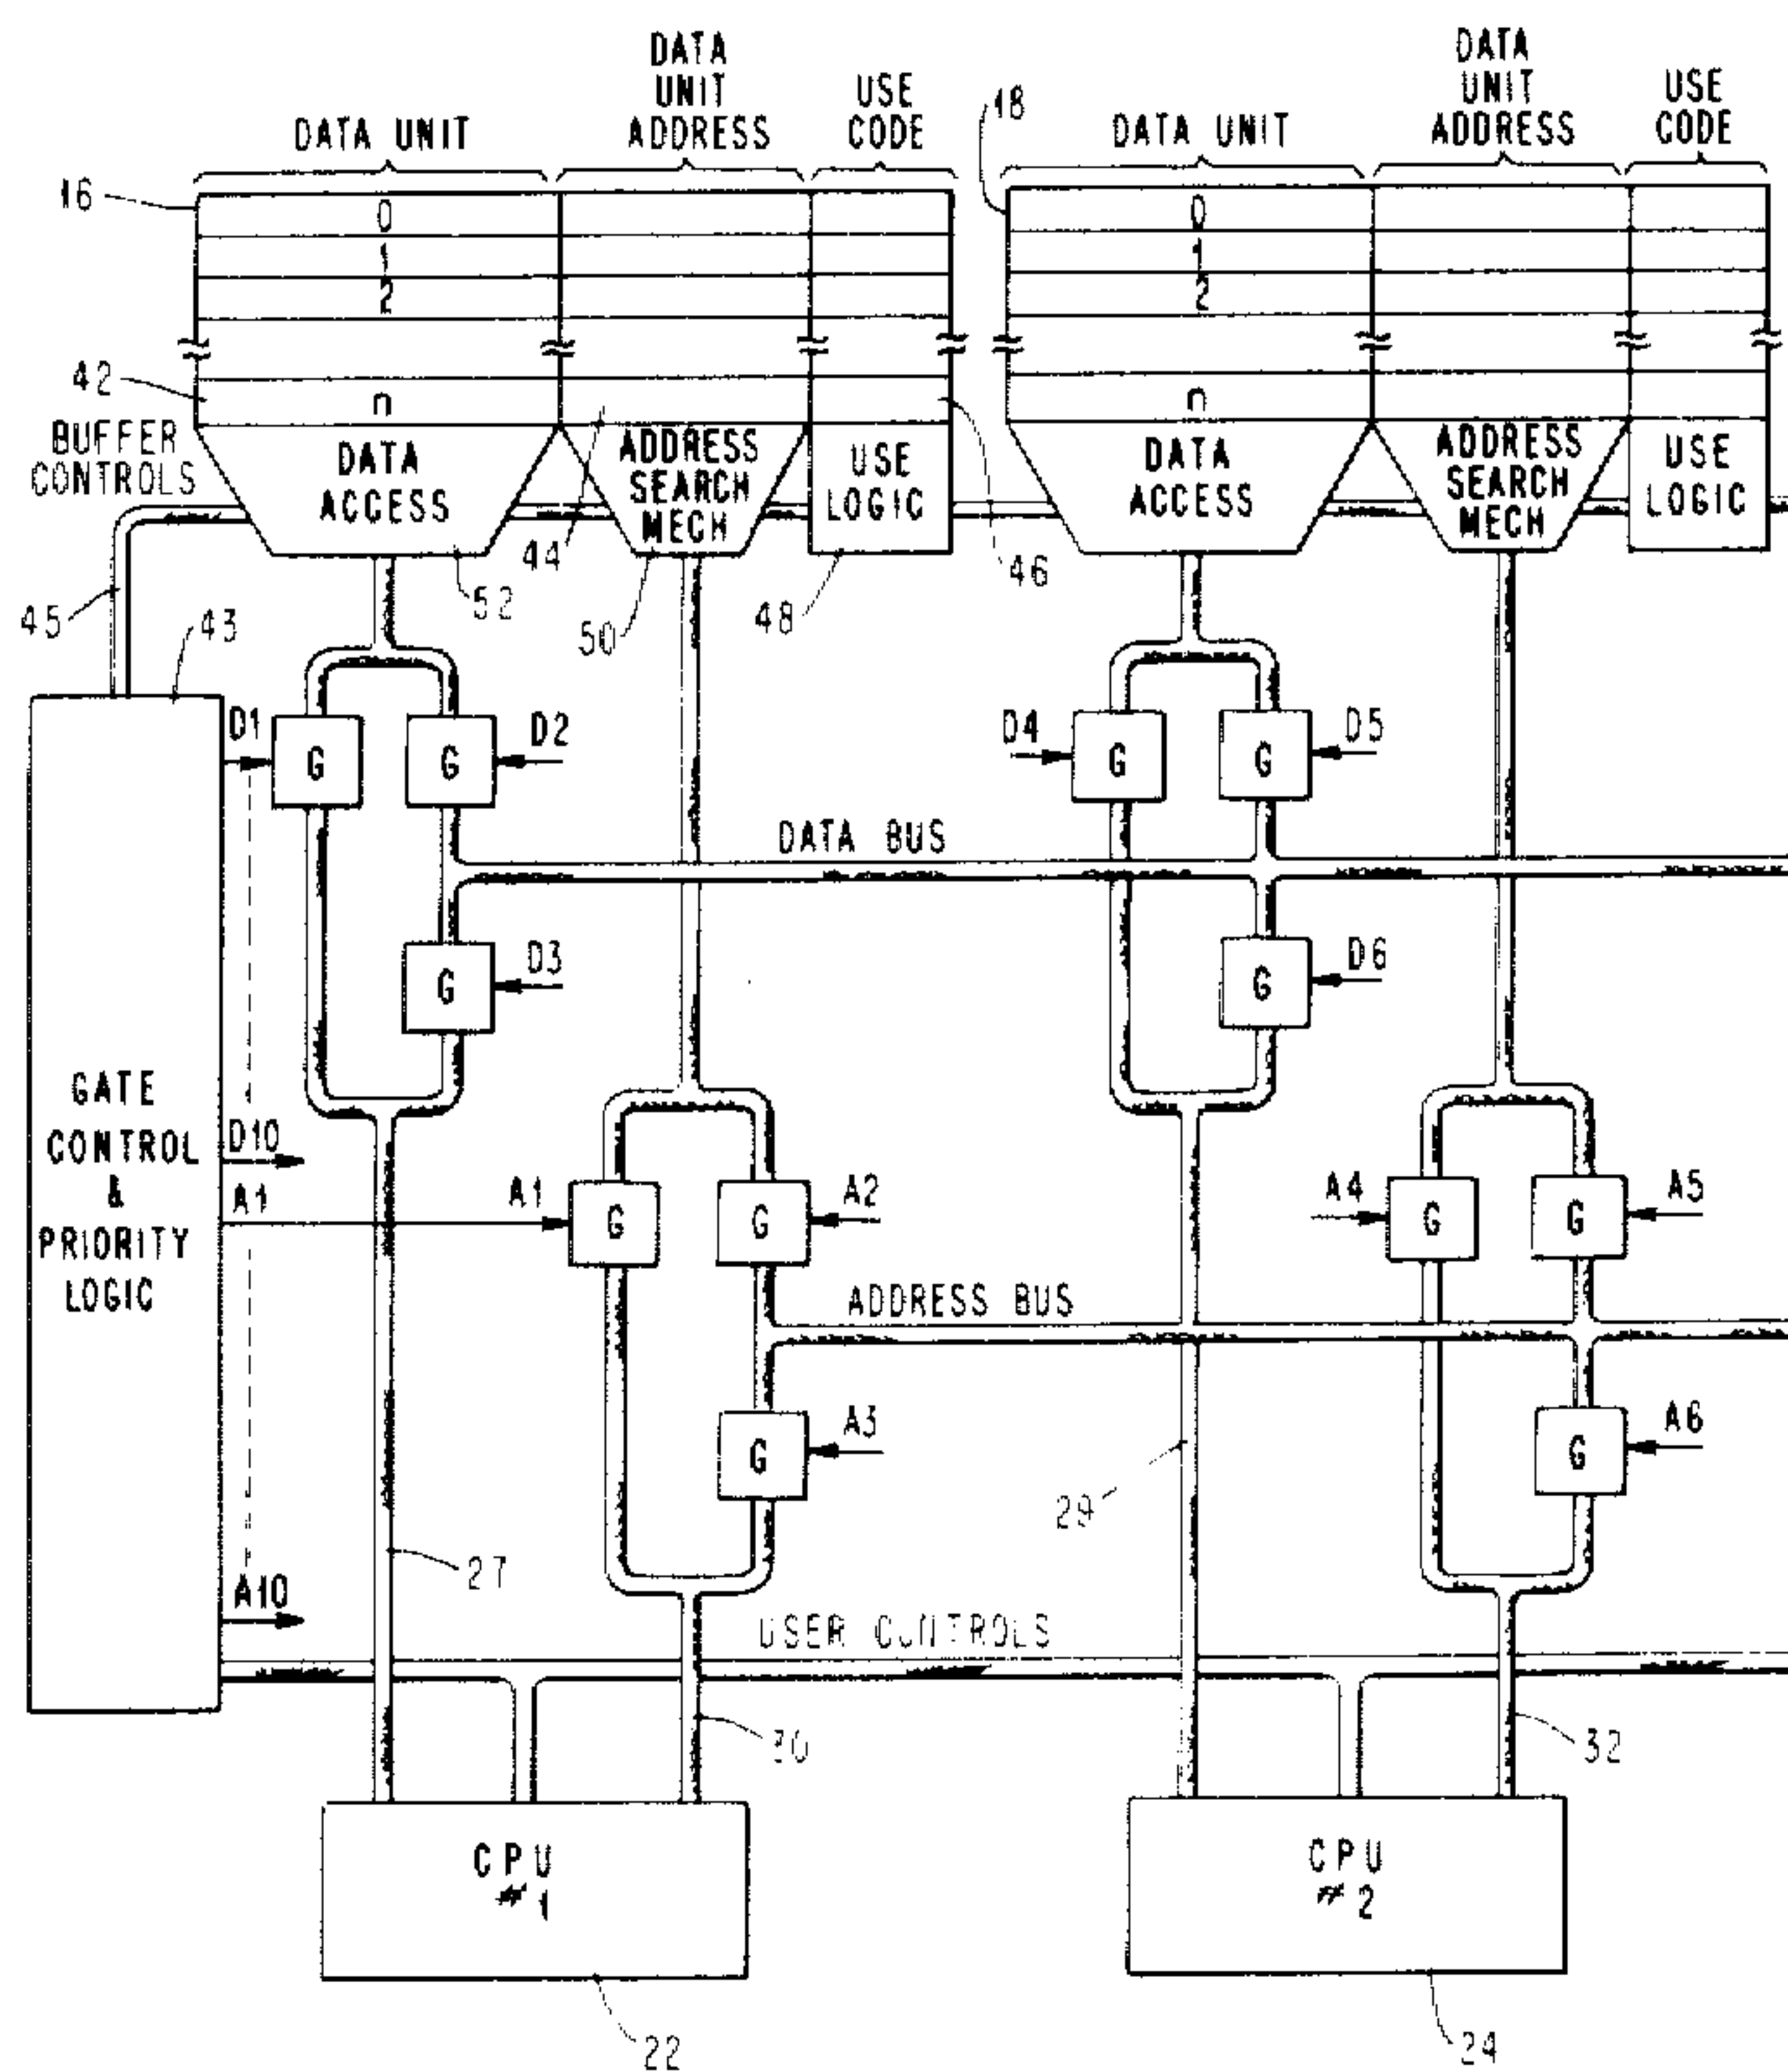 DATA UNIT
DATA UNIT ADDRESS
USE CODE
DATA UNIT
DATA UNIT ADDRESS
USE CODE
16
18
0
0
1
1
2
2
42
n
n
BUFFER CONTROLS
DATA ACCESS
ADDRESS SEARCH MECH
USE LOGIC
DATA ACCESS
ADDRESS SEARCH MECH
USE LOGIC
44
46
45
43
52
50
48
D1
G
G
D2
D4
G
G
D5
DATA BUS
G
D3
G
D6
GATE CONTROL & PRIORITY LOGIC
D10
A1
A1
G
G
A2
A4
G
G
A5
ADDRESS BUS
G
A3
G
A6
29
27
A10
USER CONTROLS
30
32
CPU #1
CPU #2
22
24